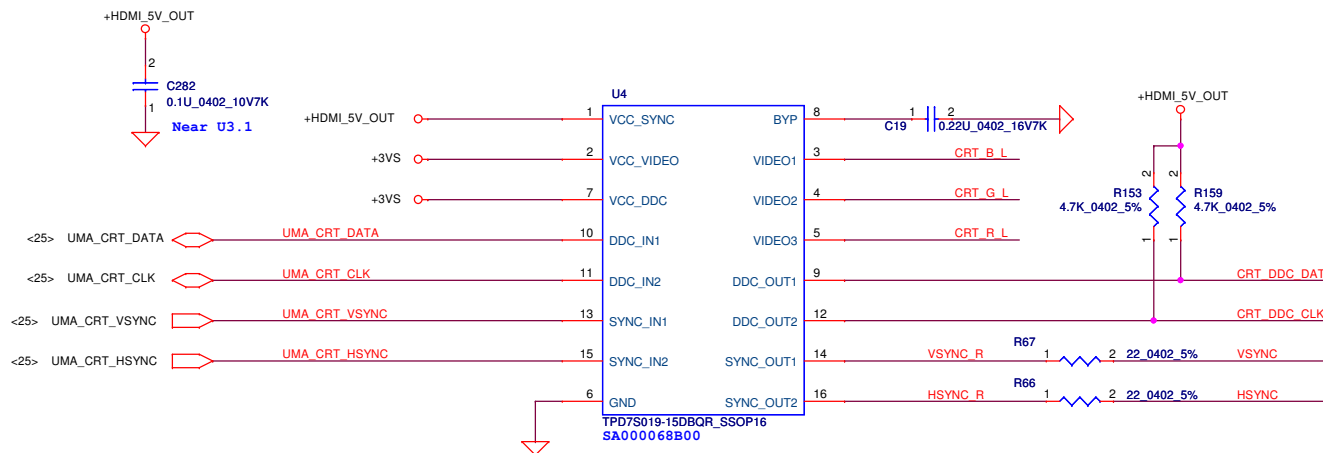 +HDMI_5V_OUT
2
C282
0.1U_0402_10V7K
1
Near U3.1
U4
+HDMI_5V_OUT
1
VCC_SYNC
BYP
8
C19
1
2
0.22U_0402_16V7K
+HDMI_5V_OUT
+3VS
2
VCC_VIDEO
VIDEO1
3
CRT_B_L
+3VS
7
VCC_DDC
VIDEO2
4
CRT_G_L
2
2
R153
4.7K_0402_5%
R159
4.7K_0402_5%
1
1
<25> UMA_CRT_DATA
UMA_CRT_DATA
10
DDC_IN1
VIDEO3
5
CRT_R_L
<25> UMA_CRT_CLK
UMA_CRT_CLK
11
DDC_IN2
DDC_OUT1
9
CRT_DDC_DAT
<25> UMA_CRT_VSYNC
UMA_CRT_VSYNC
13
SYNC_IN1
DDC_OUT2
12
CRT_DDC_CLK
<25> UMA_CRT_HSYNC
UMA_CRT_HSYNC
15
SYNC_IN2
SYNC_OUT1
14
VSYNC_R
R67
1
2
22_0402_5%
VSYNC
6
GND
SYNC_OUT2
16
HSYNC_R
R66
1
2
22_0402_5%
HSYNC
TPD7S019-15DBQR_SSOP16
SA000068B00